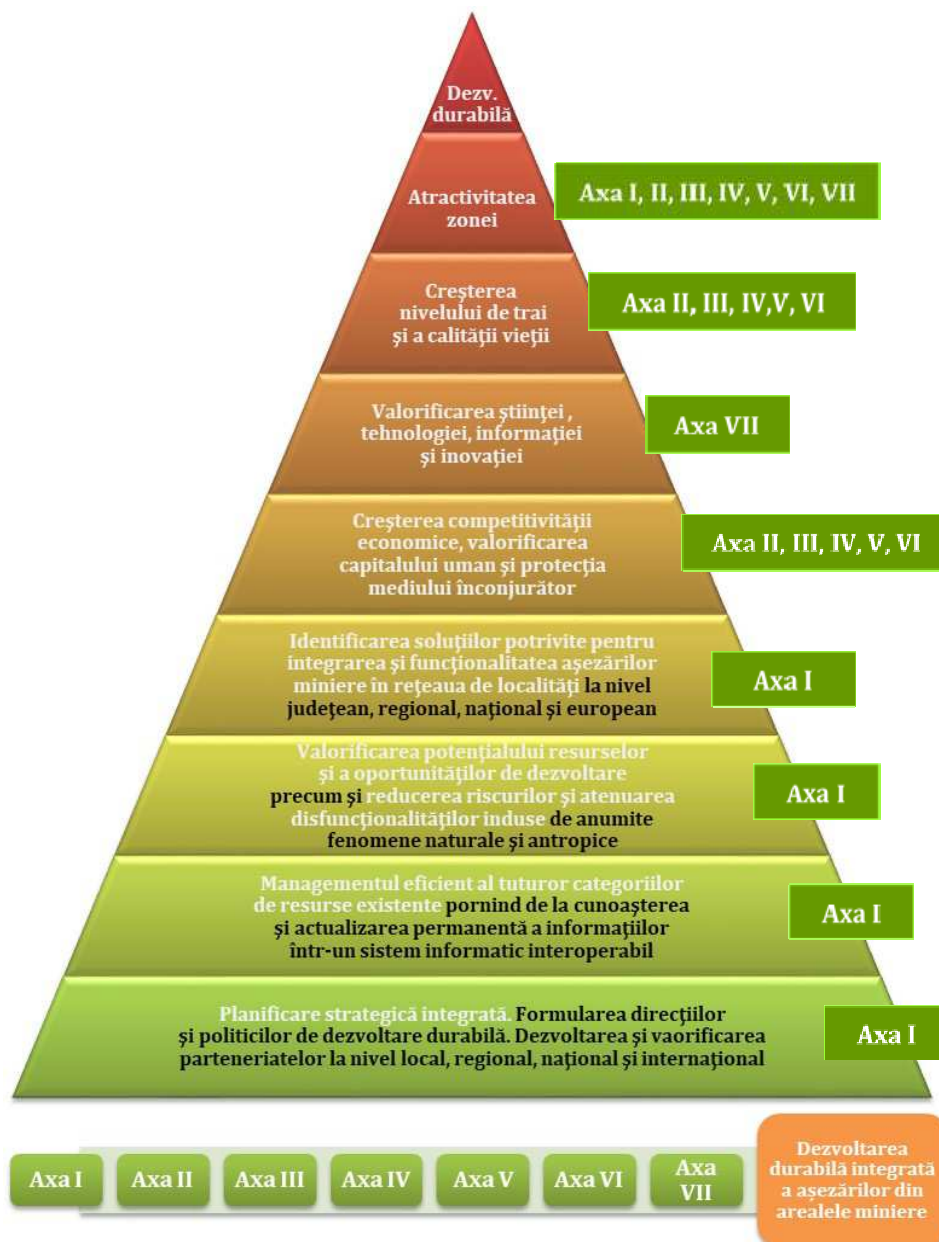 Dezv.
durabilă
Atractivitatea
zonei
Axa I, II, III, IV, V, VI, VII
Creşterea
nivelului de trai
şi a calităţii vieţii
Axa II, III, IV,V, VI
Valorificarea ştiinţei ,
tehnologiei, informaţiei
şi inovaţiei
Axa VII
Creşterea competitivităţii
economice, valorificarea
capitalului uman şi protecţia
mediului înconjurător
Axa II, III, IV, V, VI
Identificarea soluţiilor potrivite pentru
integrarea şi funcţionalitatea aşezărilor
miniere în reţeaua de localităţi la nivel
judeţean, regional, naţional şi european
Axa I
Valorificarea potenţialului resurselor
şi a oportunităţilor de dezvoltare
precum şi reducerea riscurilor şi atenuarea
disfuncţionalităţilor induse de anumite
fenomene naturale şi antropice
Axa I
Managementul eficient al tuturor categoriilor
de resurse existente pornind de la cunoaşterea
şi actualizarea permanentă a informaţiilor
într-un sistem informatic interoperabil
Axa I
Planificare strategică integrată. Formularea direcţiilor
şi politicilor de dezvoltare durabilă. Dezvoltarea şi vaorificarea
parteneriatelor la nivel local, regional, naţional si internaţional
Axa I
Axa I
Axa II
Axa III
Axa IV
Axa V
Axa VI
Axa
VII
Dezvoltarea
durabilă integrată
a aşezărilor din
arealele miniere